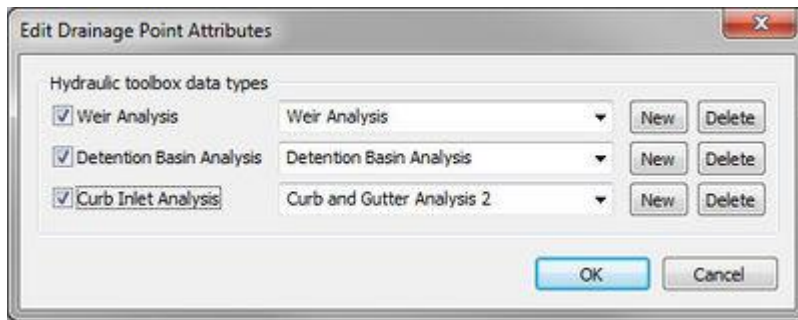 Edit Drainage Point Attributes
Hydraulic toolbox data types
Weir Analysis Weir Analysis New Delete
Detention Basin Analysis Detention Basin Analysis New Delete
Curb Inlet Analysis Curb and Gutter Analysis 2 New Delete
OK Cancel